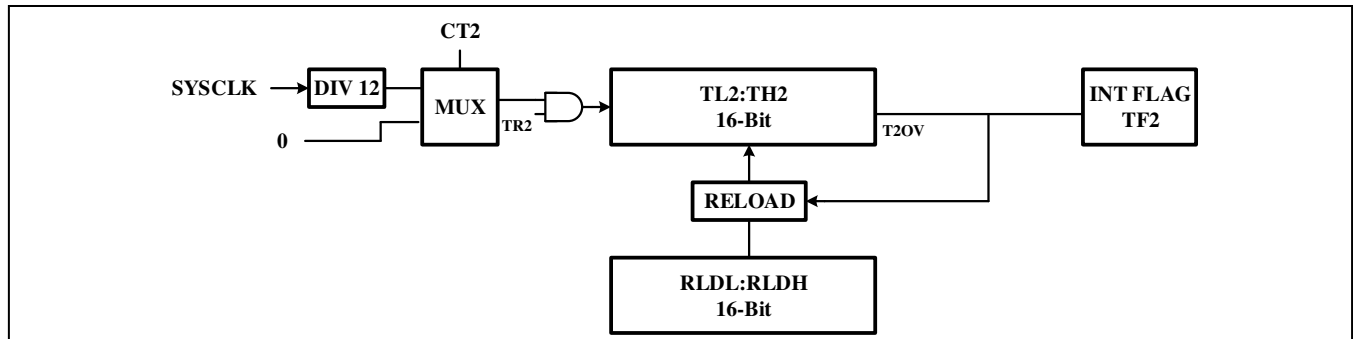 CT2
SYSCLK
DIV 12
MUX
0
TR2
TL2:TH2
16-Bit
T2OV
INT FLAG
TF2
RELOAD
RLDL:RLDH
16-Bit